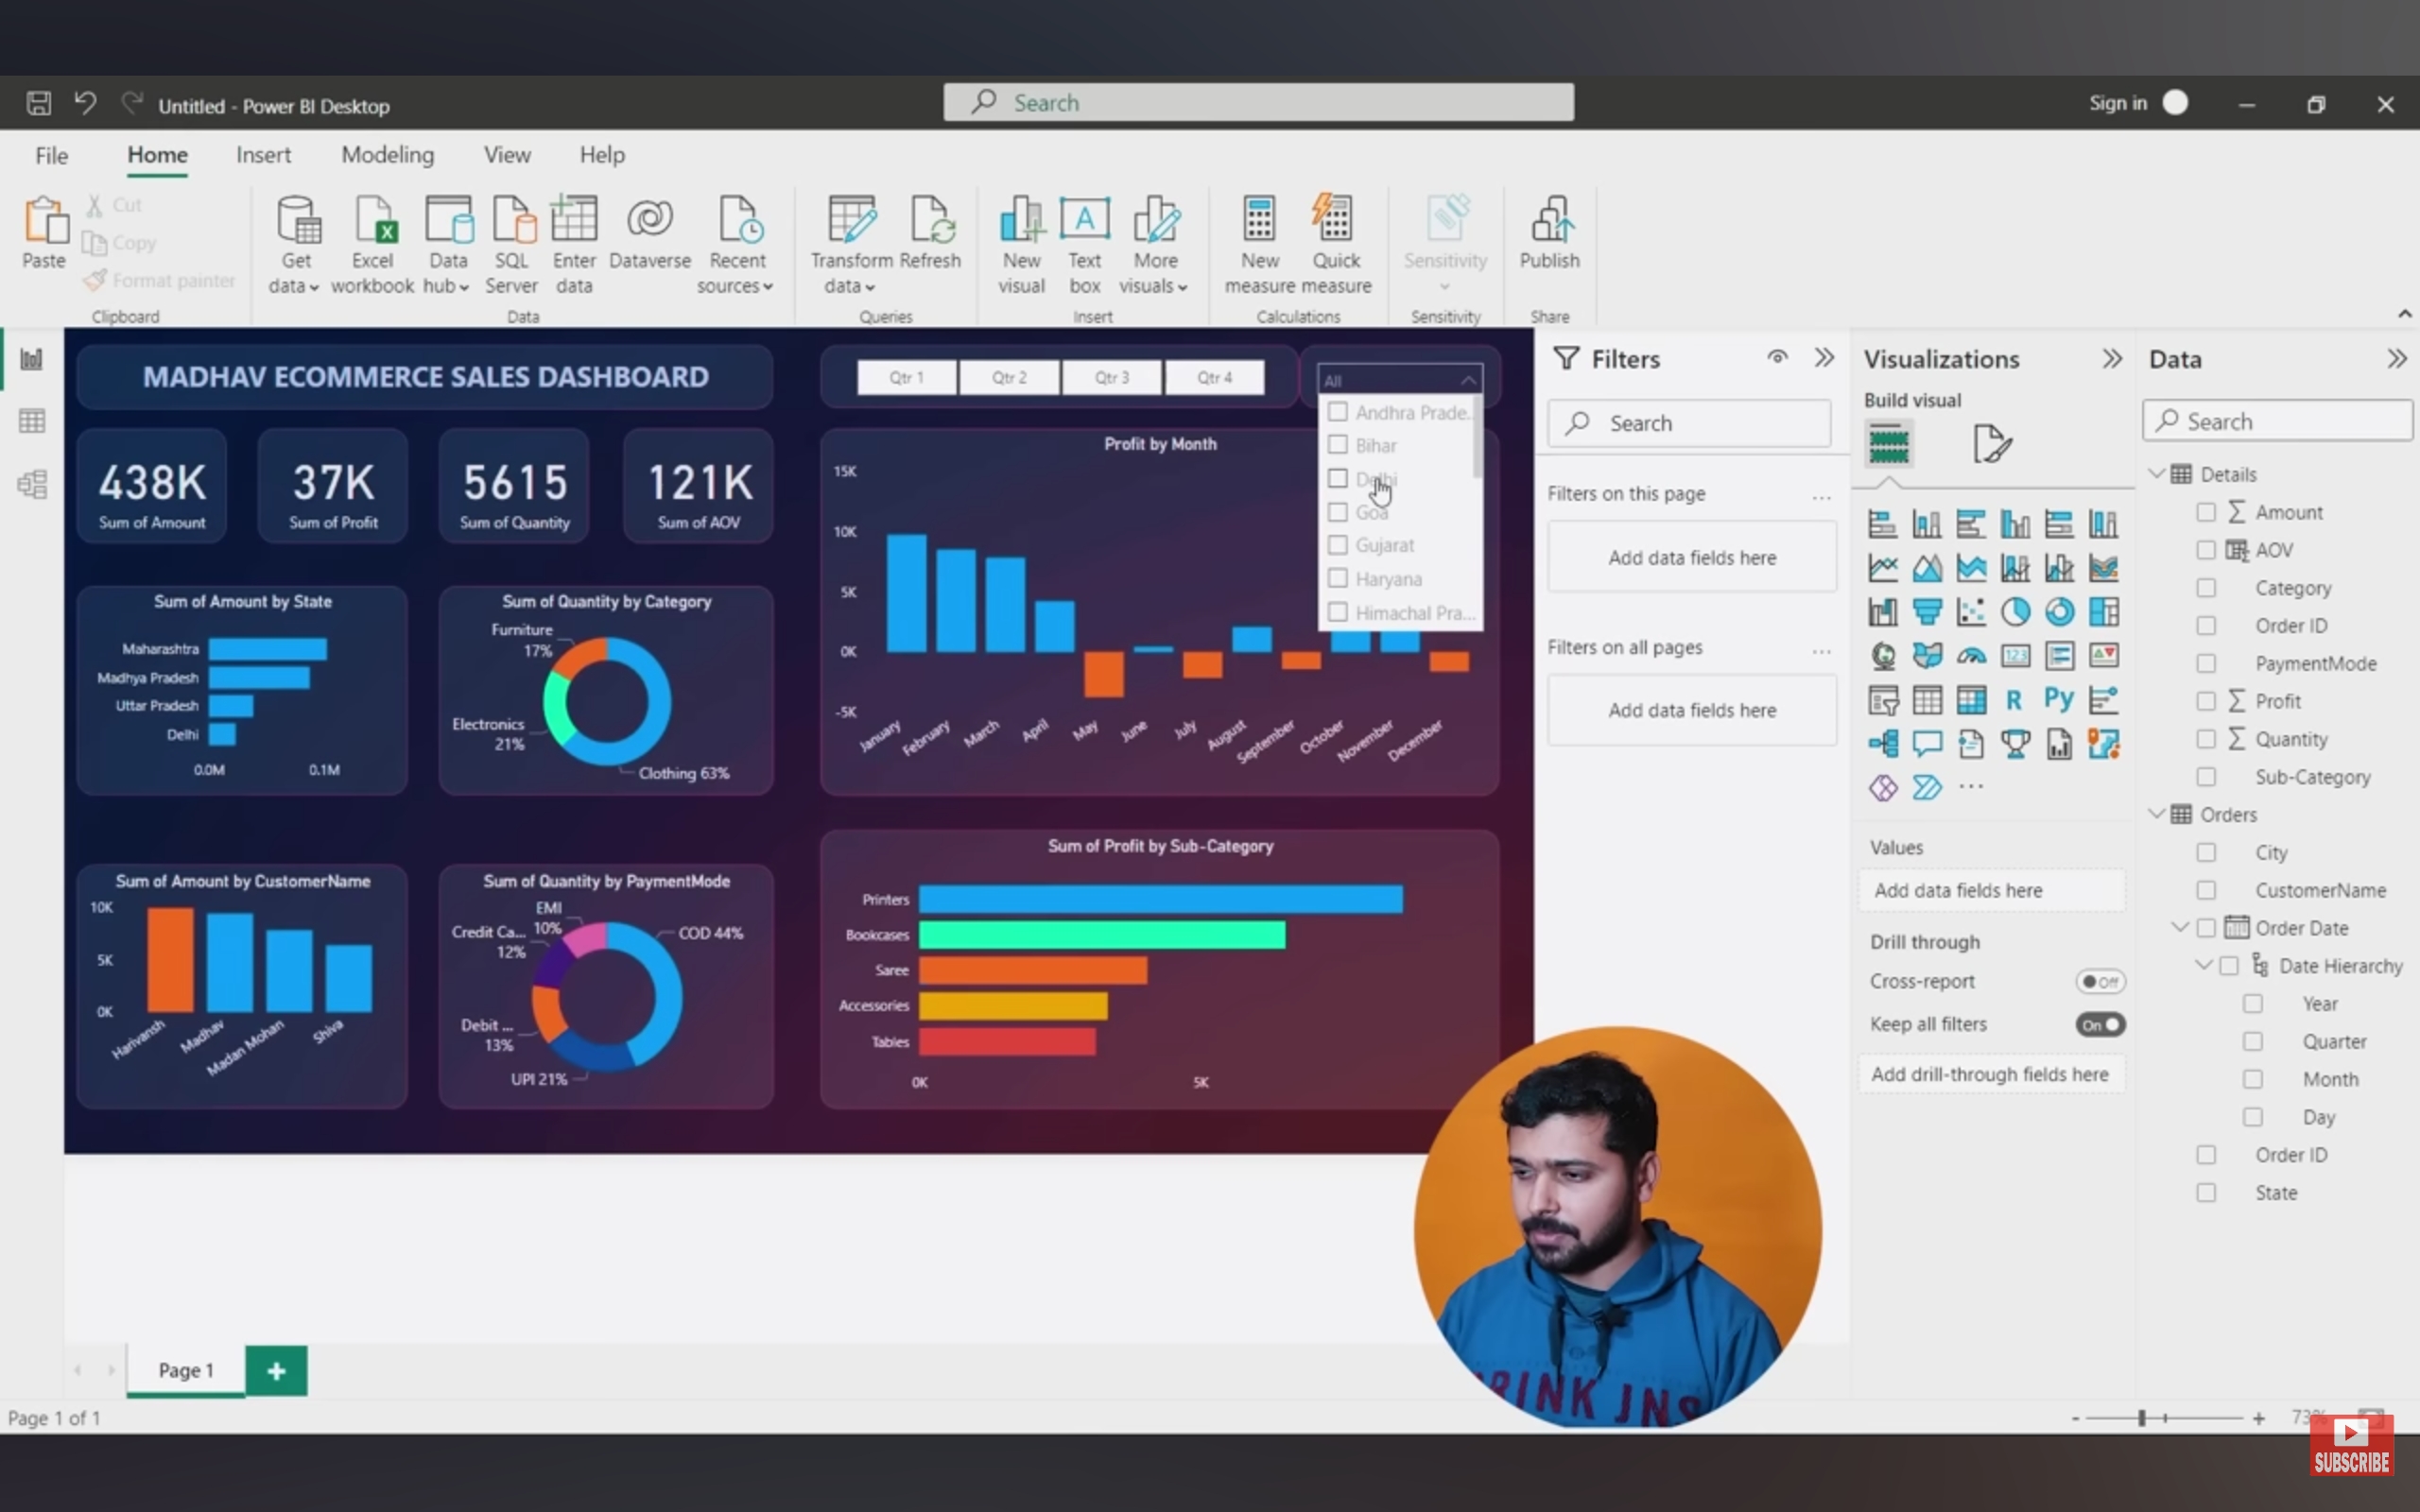 Untitled - Power BI Desktop
Search
Sign in
File
Home
Insert
Modeling
View
Help
Paste
Cut
Copy
Format painter
Clipboard
Get data
Excel workbook
Data hub
SQL Server
Enter data
Dataverse
Recent sources
Data
Transform data
Refresh
Queries
New visual
Text box
More visuals
Insert
New measure
Quick measure
Calculations
Sensitivity
Sensitivity
Publish
Share
MADHAV ECOMMERCE SALES DASHBOARD
Qtr 1
Qtr 2
Qtr 3
Qtr 4
All
Andhra Prade...
Bihar
Delhi
Goa
Gujarat
Haryana
Himachal Pra...
438K
Sum of Amount
37K
Sum of Profit
5615
Sum of Quantity
121K
Sum of AOV
Sum of Amount by State
Maharashtra
Madhya Pradesh
Uttar Pradesh
Delhi
0.0M
0.1M
Sum of Quantity by Category
Furniture
17%
Electronics
21%
Clothing 63%
Profit by Month
15K
10K
5K
0K
-5K
January
February
March
April
May
June
July
August
September
October
November
December
Sum of Amount by CustomerName
10K
5K
0K
Harivansh
Madhav
Madan Mohan
Shiva
Sum of Quantity by PaymentMode
EMI
10%
Credit Ca...
12%
COD 44%
Debit ...
13%
UPI 21%
Sum of Profit by Sub-Category
Printers
Bookcases
Saree
Accessories
Tables
0K
5K
Filters
Search
Filters on this page
...
Add data fields here
Filters on all pages
...
Add data fields here
Visualizations
Build visual
123
R
Py
...
Values
Add data fields here
Drill through
Cross-report
Off
Keep all filters
On
Add drill-through fields here
Data
Search
Details
Amount
AOV
Category
Order ID
PaymentMode
Profit
Quantity
Sub-Category
Orders
City
CustomerName
Order Date
Date Hierarchy
Year
Quarter
Month
Day
Order ID
State
Page 1
Page 1 of 1
SUBSCRIBE